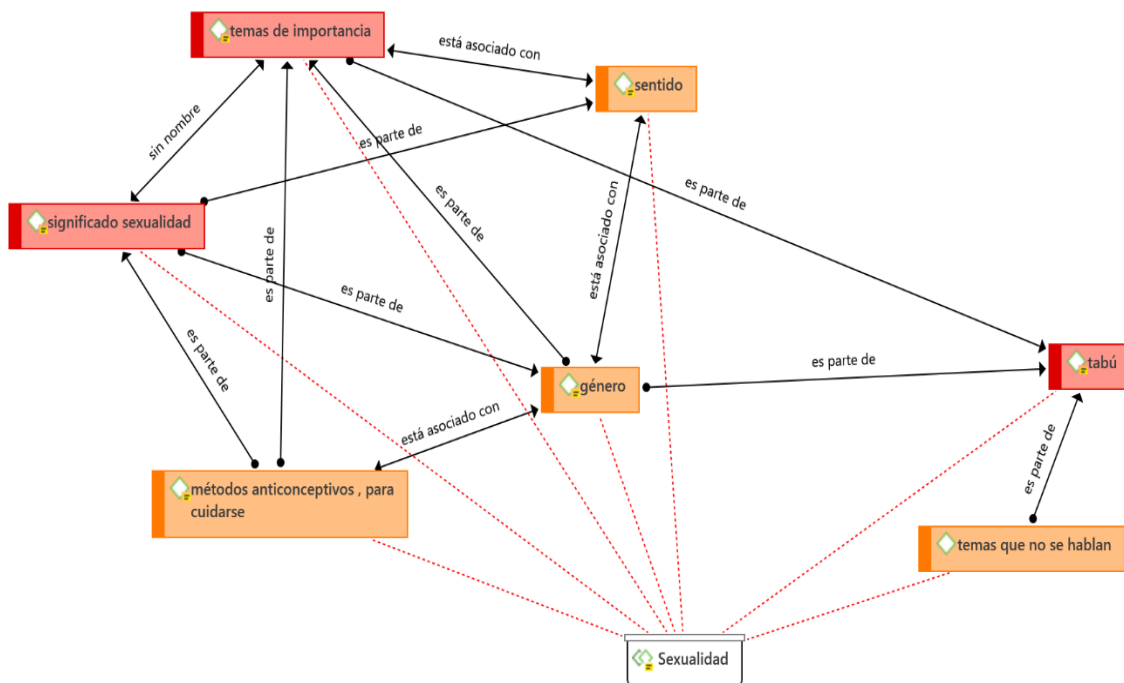 temas de importancia
está asociado con
sentido
sin nombre
es parte de
es parte de
es parte de
significado sexualidad
está asociado con
es parte de
es parte de
es parte de
es parte de
tabú
género
está asociado con
es parte de
métodos anticonceptivos , para
cuidarse
temas que no se hablan
Sexualidad